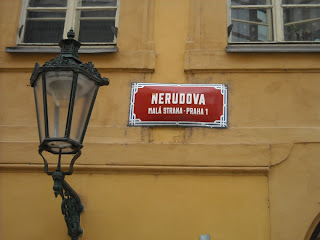 NERUDOVA
MALÁ STRANA - PRAHA 1